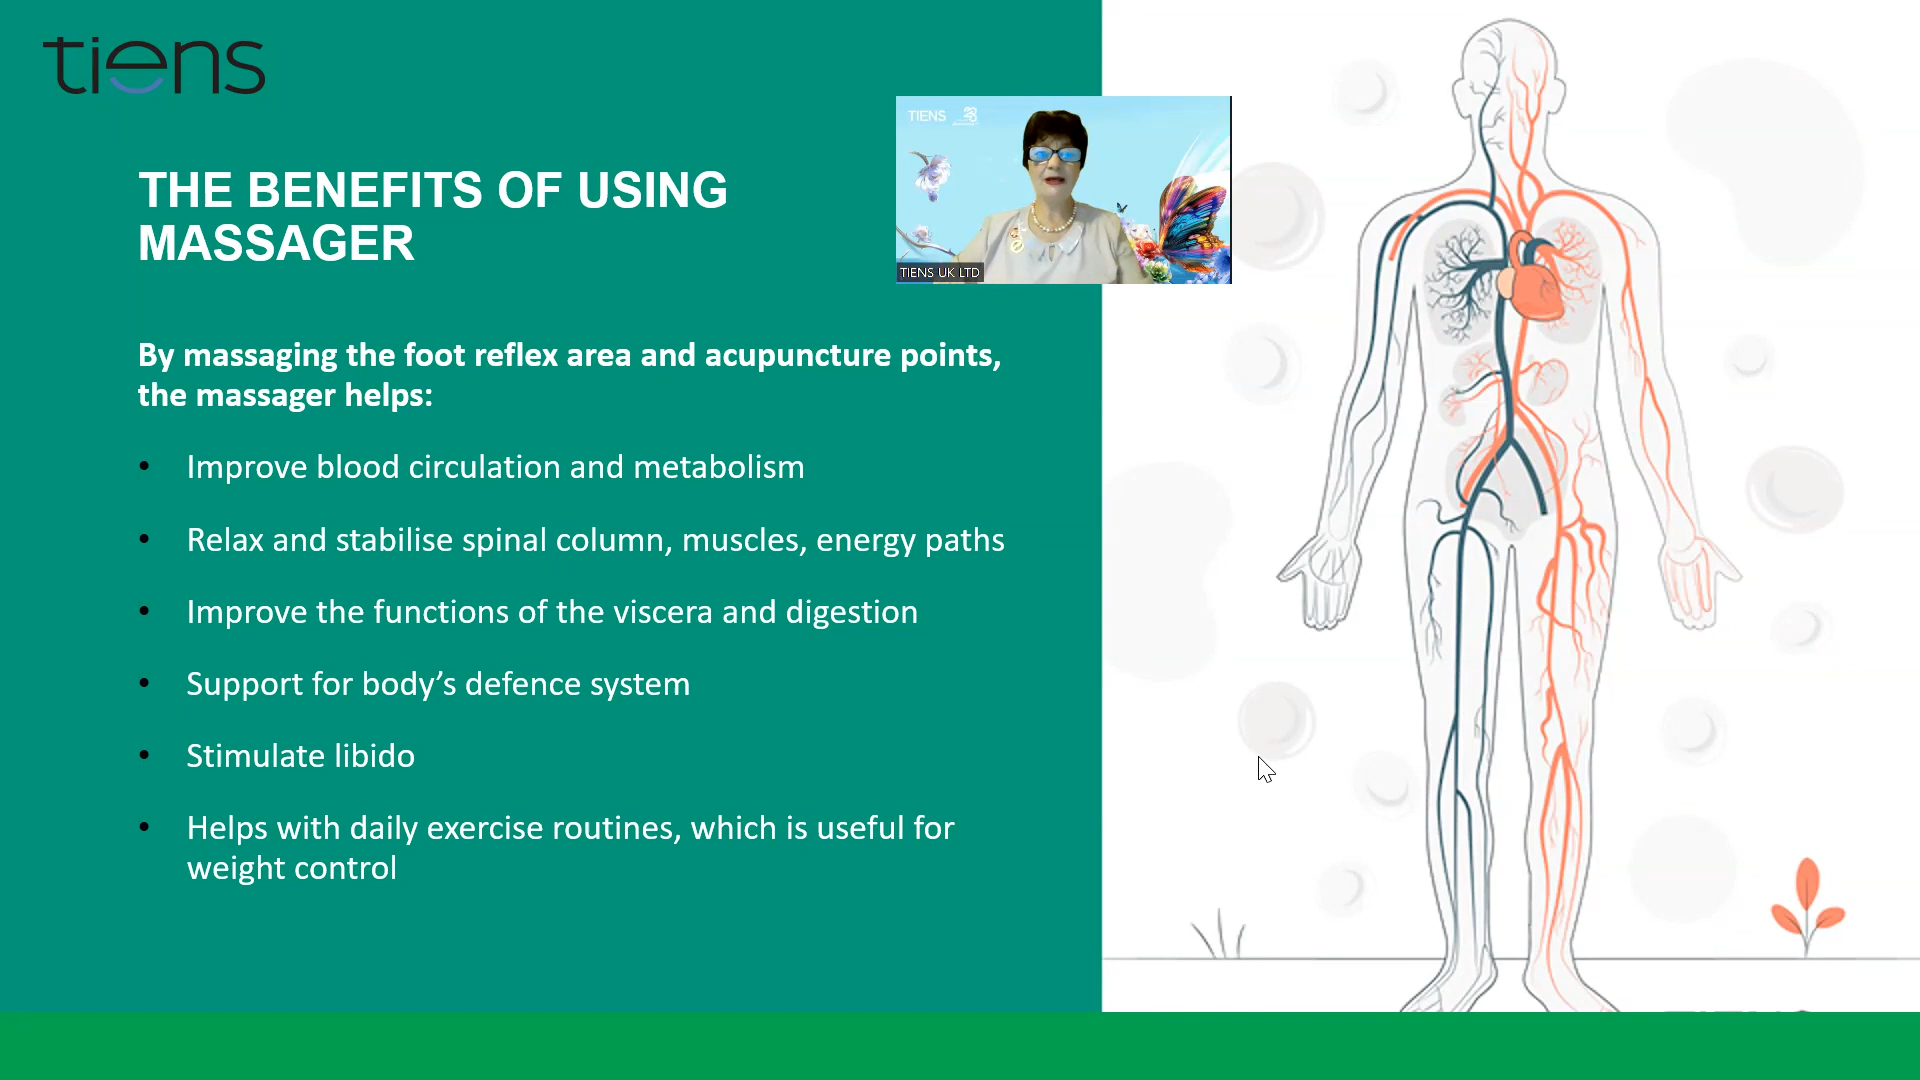 tiens
TIENS
TIENS UK LTD
THE BENEFITS OF USING
MASSAGER
By massaging the foot reflex area and acupuncture points,
the massager helps:
• Improve blood circulation and metabolism
• Relax and stabilise spinal column, muscles, energy paths
• Improve the functions of the viscera and digestion
• Support for body’s defence system
• Stimulate libido
• Helps with daily exercise routines, which is useful for
weight control